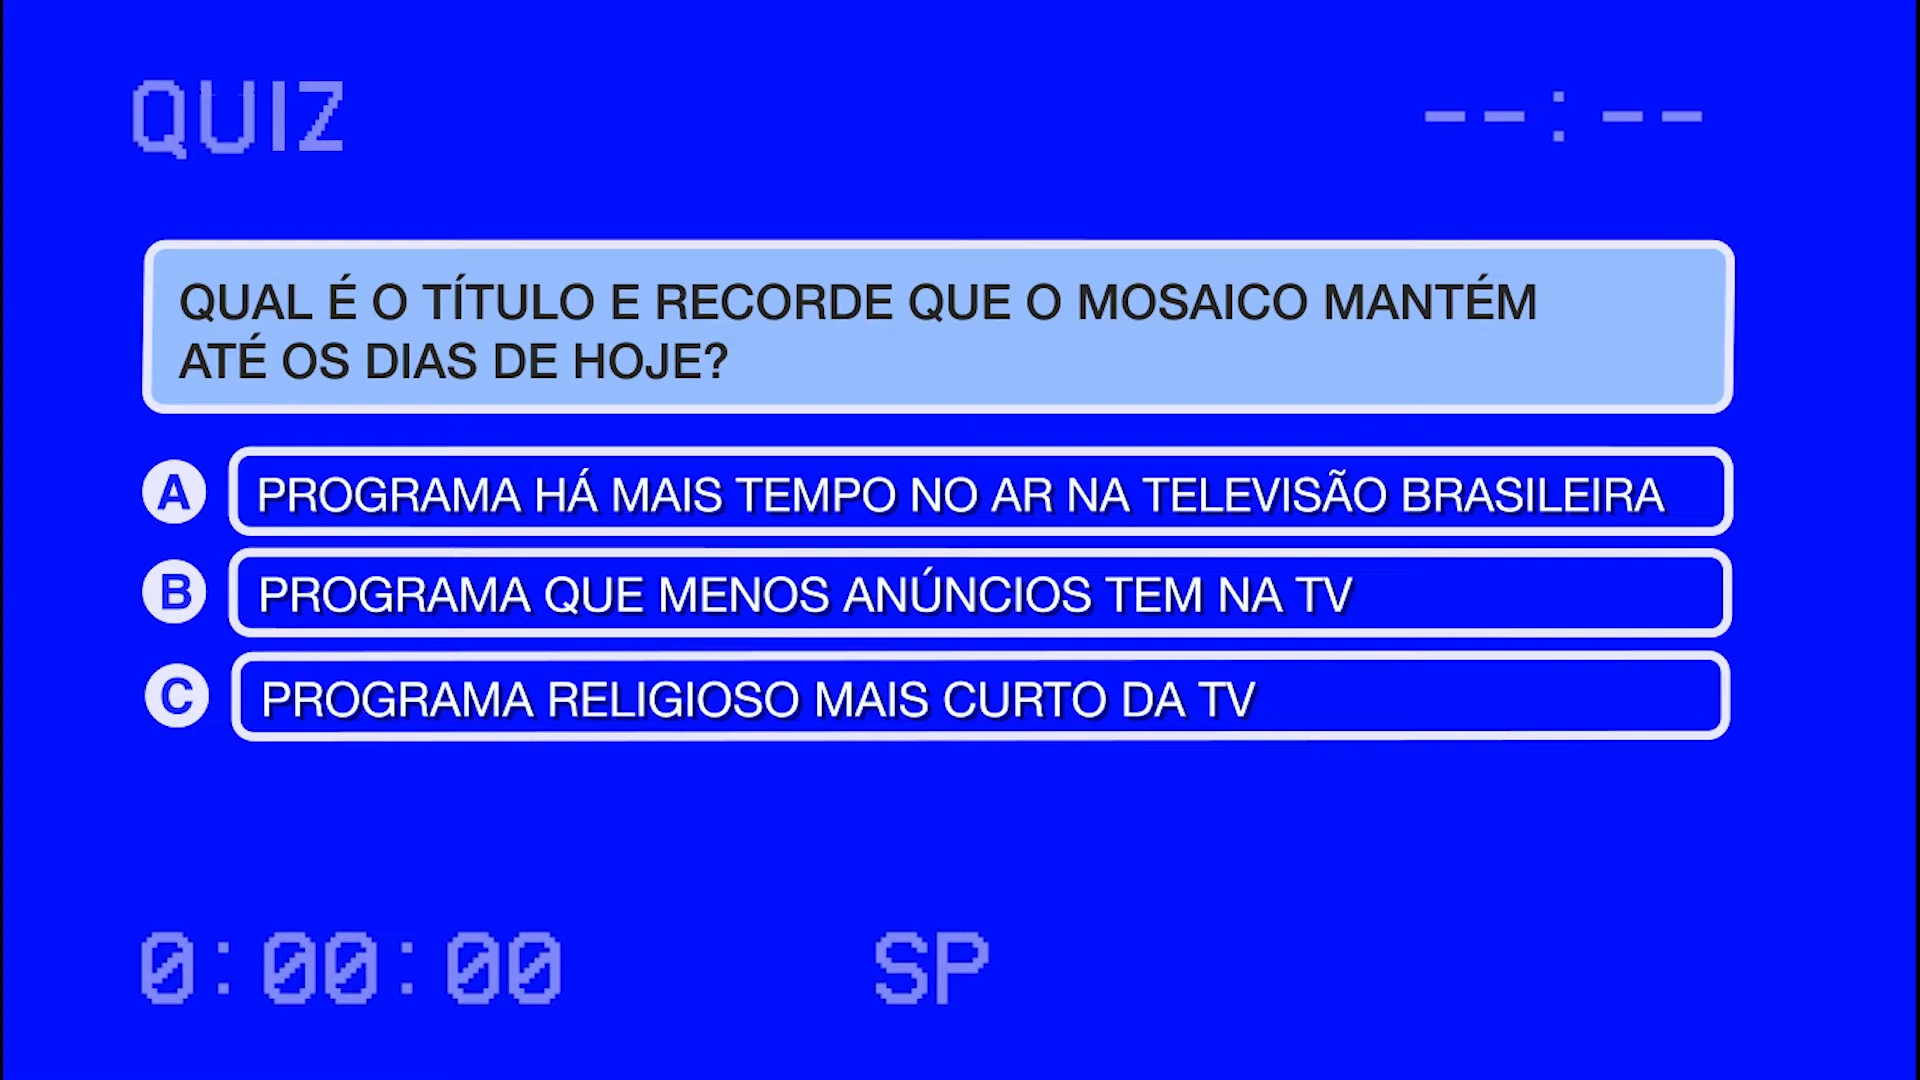 QUIZ
--:--
QUAL É O TÍTULO E RECORDE QUE O MOSAICO MANTÉM
ATÉ OS DIAS DE HOJE?
A PROGRAMA HÁ MAIS TEMPO NO AR NA TELEVISÃO BRASILEIRA
B PROGRAMA QUE MENOS ANÚNCIOS TEM NA TV
C PROGRAMA RELIGIOSO MAIS CURTO DA TV
0:00:00
SP